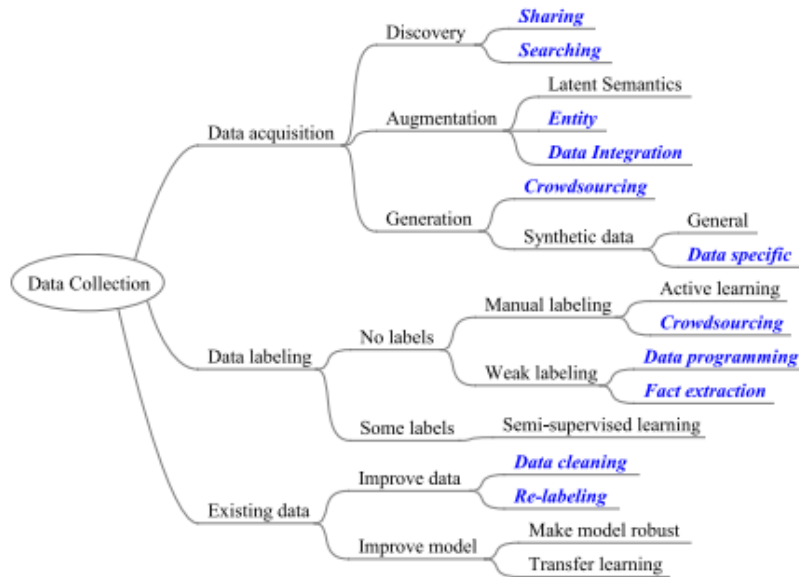 Data Collection
Data acquisition
Discovery
Sharing
Searching
Augmentation
Latent Semantics
Entity
Data Integration
Generation
Crowdsourcing
Synthetic data
General
Data specific
Data labeling
No labels
Manual labeling
Active learning
Crowdsourcing
Weak labeling
Data programming
Fact extraction
Some labels
Semi-supervised learning
Existing data
Improve data
Data cleaning
Re-labeling
Improve model
Make model robust
Transfer learning